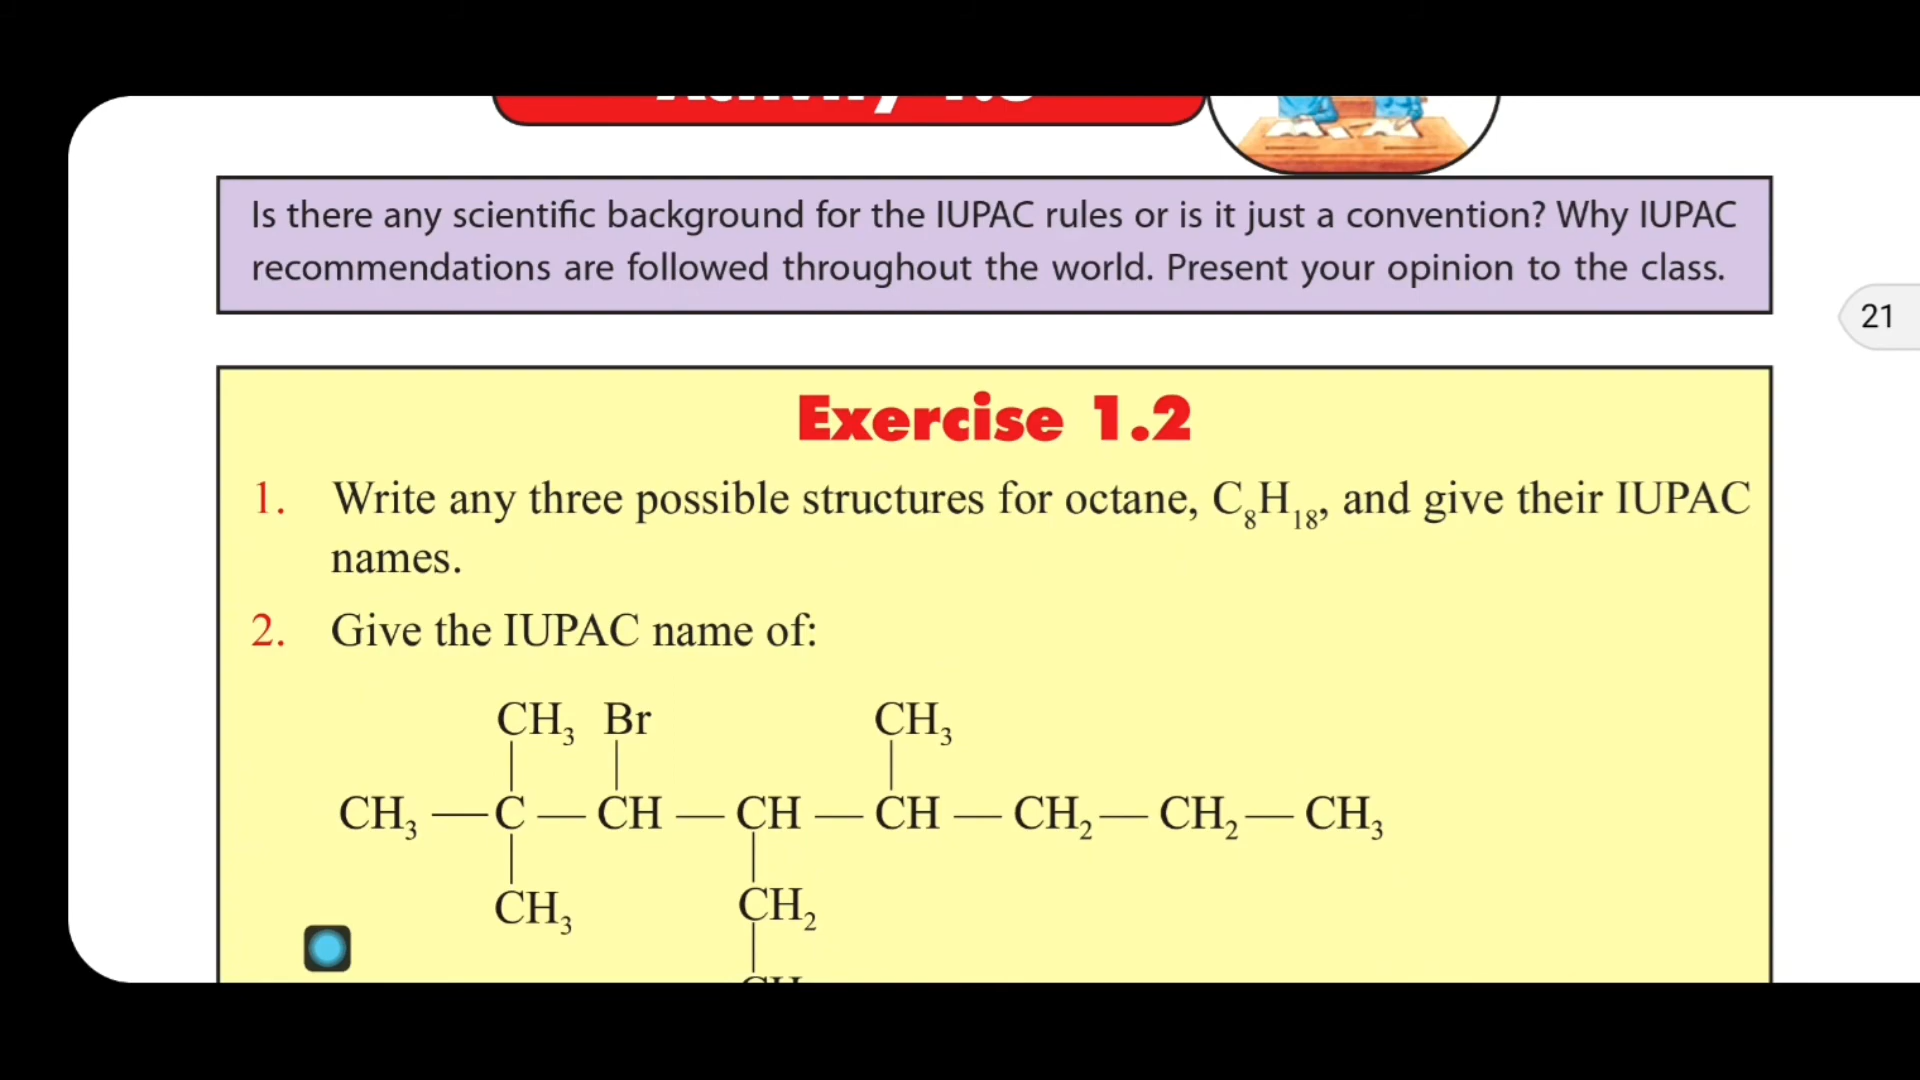 Is there any scientific background for the IUPAC rules or is it just a convention? Why IUPAC
recommendations are followed throughout the world. Present your opinion to the class.
21
Exercise 1.2
1. Write any three possible structures for octane, C₈H₁₈, and give their IUPAC
names.
2. Give the IUPAC name of:
CH₃ Br CH₃
CH₃ — C — CH — CH — CH — CH₂ — CH₂ — CH₃
CH₃ CH₂